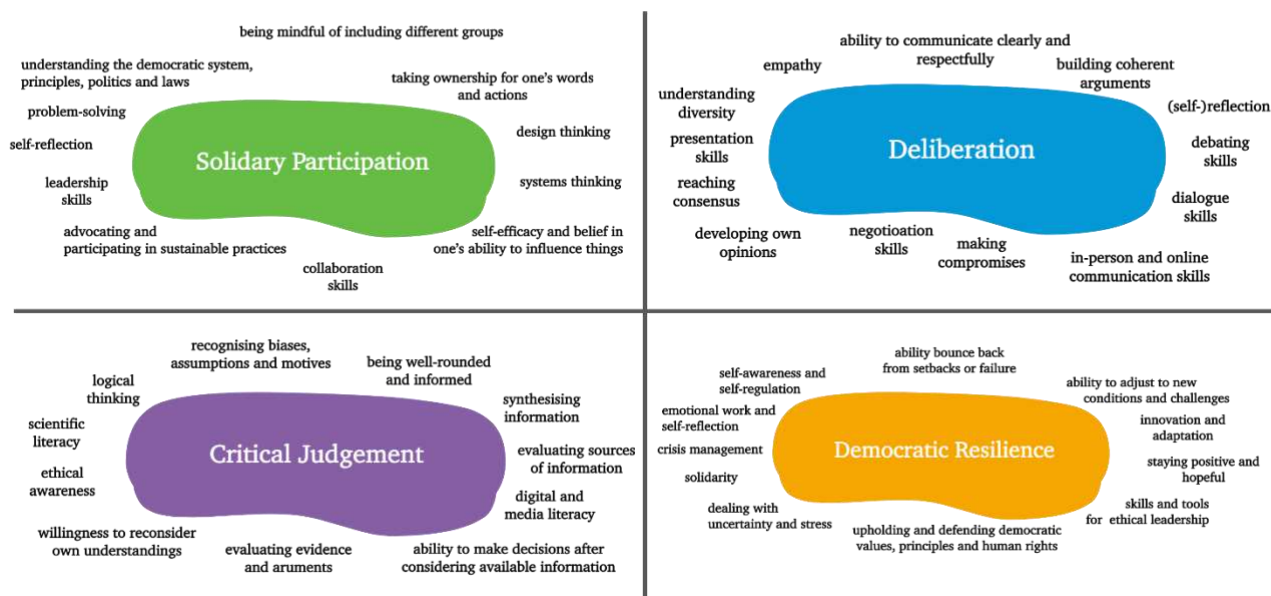 being mindful of including different groups
understanding the democratic system,
principles, politics and laws
taking ownership for one's words
and actions
problem-solving
design thinking
self-reflection
Solidary Participation
leadership
skills
systems thinking
advocating and
participating in sustainable practices
self-efficacy and belief in
one's ability to influence things
collaboration
skills
ability to communicate clearly and
respectfully
empathy
building coherent
arguments
understanding
diversity
(self-)reflection
presentation
skills
Deliberation
debating
skills
reaching
consensus
dialogue
skills
developing own
opinions
negotioation
skills
making
compromises
in-person and online
communication skills
recognising biases,
assumptions and motives
being well-rounded
and informed
logical
thinking
synthesising
information
scientific
literacy
Critical Judgement
evaluating sources
of information
ethical
awareness
digital and
media literacy
willingness to reconsider
own understandings
evaluating evidence
and aruments
ability to make decisions after
considering available information
ability bounce back
from setbacks or failure
self-awareness and
self-regulation
ability to adjust to new
conditions and challenges
emotional work and
self-reflection
innovation and
adaptation
crisis management
Democratic Resilience
staying positive and
hopeful
solidarity
dealing with
uncertainty and stress
skills and tools
for ethical leadership
upholding and defending democratic
values, principles and human rights